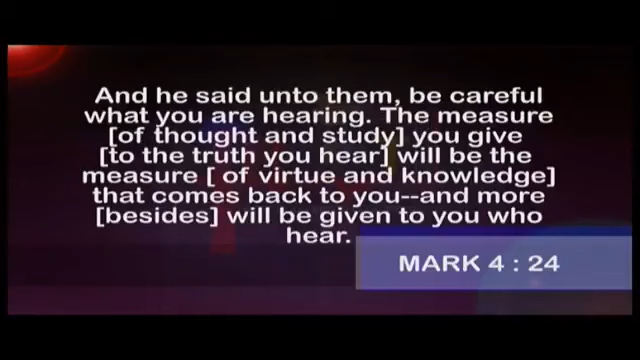 And he said unto them, be careful
what you are hearing. The measure
[of thought and study] you give
[to the truth you hear] will be the
measure [ of virtue and knowledge]
that comes back to you--and more
[besides] will be given to you who
hear.
MARK 4 : 24